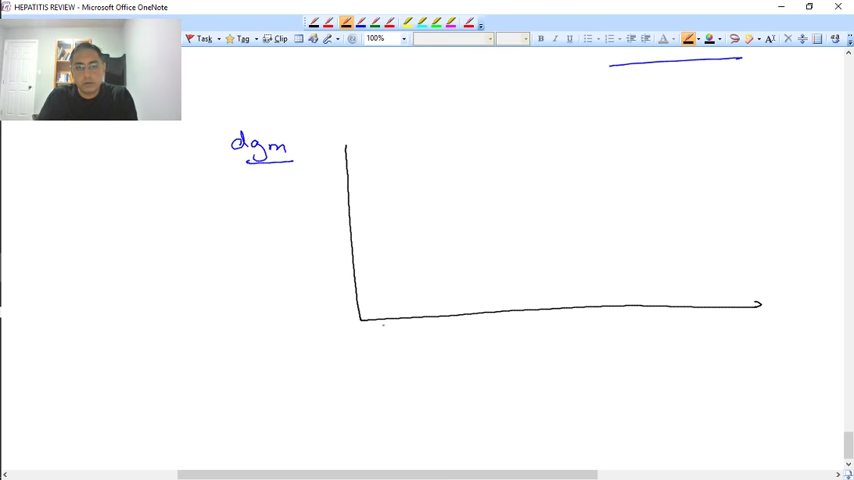 HEPATITIS REVIEW - Microsoft Office OneNote
Task Tag Clip 100% B I U A A
dgm